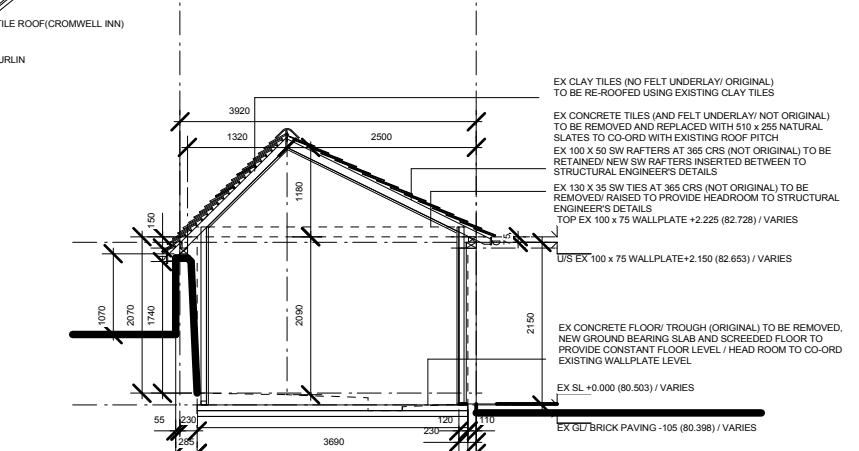 TILE ROOF(CROMWELL INN)
URLIN
EX CLAY TILES (NO FELT UNDERLAY/ ORIGINAL)
TO BE RE-ROOFED USING EXISTING CLAY TILES
EX CONCRETE TILES (AND FELT UNDERLAY/ NOT ORIGINAL)
TO BE REMOVED AND REPLACED WITH 510 x 255 NATURAL
SLATES TO CO-ORD WITH EXISTING ROOF PITCH
EX 100 X 50 SW RAFTERS AT 365 CRS (NOT ORIGINAL) TO BE
RETAINED/ NEW SW RAFTERS INSERTED BETWEEN TO
STRUCTURAL ENGINEER'S DETAILS
EX 130 X 35 SW TIES AT 365 CRS (NOT ORIGINAL) TO BE
REMOVED/ RAISED TO PROVIDE HEADROOM TO STRUCTURAL
ENGINEER'S DETAILS
TOP EX 100 x 75 WALLPLATE +2.225 (82.728) / VARIES
U/S EX 100 x 75 WALLPLATE+2.150 (82.653) / VARIES
EX CONCRETE FLOOR/ TROUGH (ORIGINAL) TO BE REMOVED,
NEW GROUND BEARING SLAB AND SCREEDED FLOOR TO
PROVIDE CONSTANT FLOOR LEVEL / HEAD ROOM TO CO-ORD
EXISTING WALLPLATE LEVEL
EX SL +0.000 (80.503) / VARIES
EX GL/ BRICK PAVING -105 (80.398) / VARIES
3920
1320
2500
1180
150
75
1070
2070
1740
2090
2150
55
230
120
110
230
285
3690